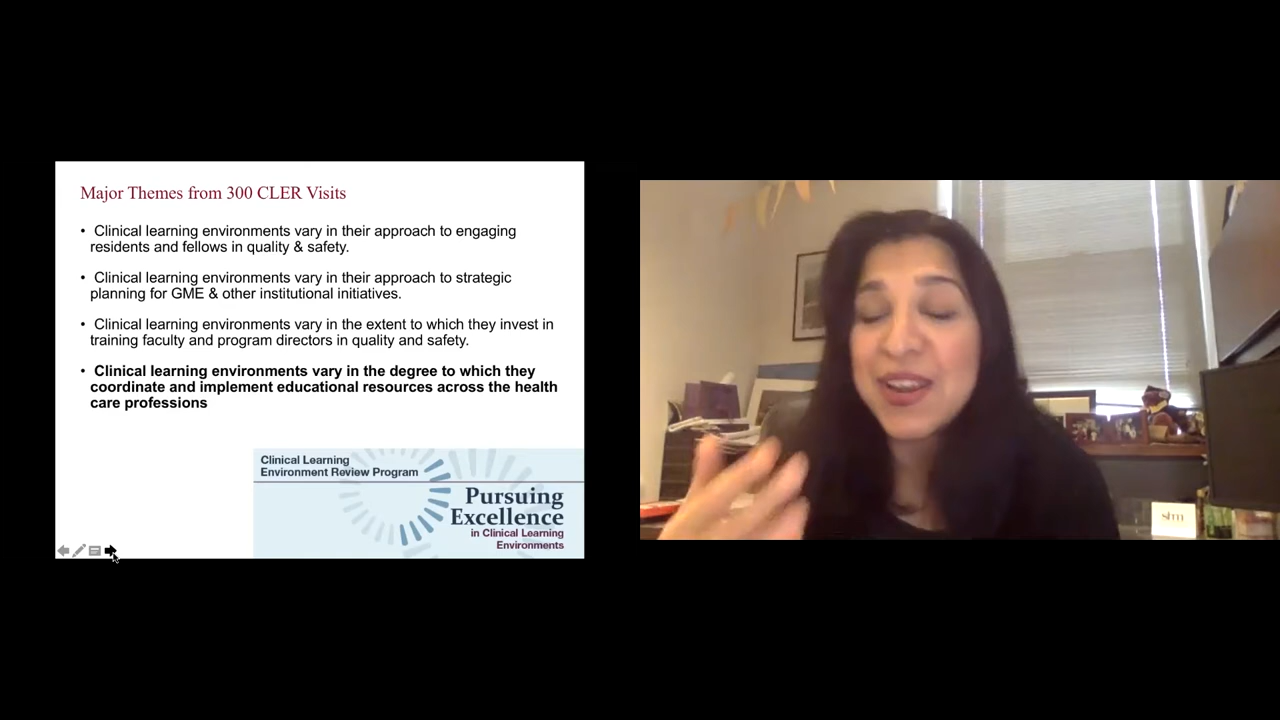 Major Themes from 300 CLER Visits
• Clinical learning environments vary in their approach to engaging
residents and fellows in quality & safety.
• Clinical learning environments vary in their approach to strategic
planning for GME & other institutional initiatives.
• Clinical learning environments vary in the extent to which they invest in
training faculty and program directors in quality and safety.
• Clinical learning environments vary in the degree to which they
coordinate and implement educational resources across the health
care professions
Clinical Learning
Environment Review Program
Pursuing
Excellence
in Clinical Learning
Environments